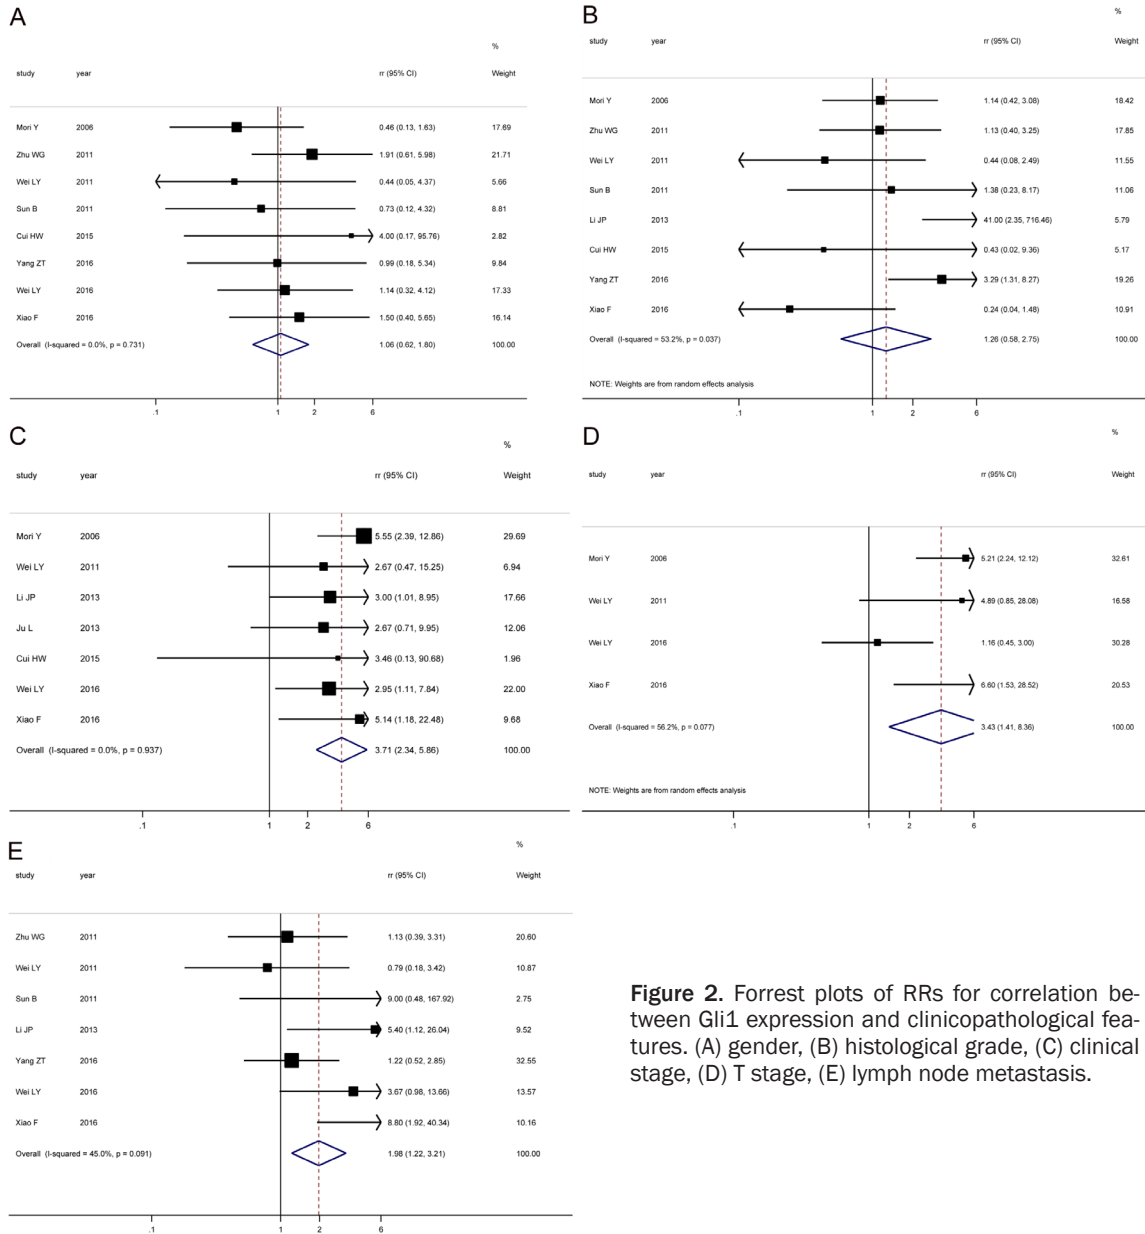 A
%
study year rr (95% CI) Weight
Mori Y 2006 0.46 (0.13, 1.63) 17.69
Zhu WG 2011 1.91 (0.61, 5.98) 21.71
Wei LY 2011 0.44 (0.05, 4.37) 5.66
Sun B 2011 0.73 (0.12, 4.32) 8.81
Cui HW 2015 4.00 (0.17, 95.76) 2.82
Yang ZT 2016 0.99 (0.18, 5.34) 9.84
Wei LY 2016 1.14 (0.32, 4.12) 17.33
Xiao F 2016 1.50 (0.40, 5.65) 16.14
Overall (I-squared = 0.0%, p = 0.731) 1.06 (0.62, 1.80) 100.00
.1 1 2 6
B
%
study year rr (95% CI) Weight
Mori Y 2006 1.14 (0.42, 3.08) 18.42
Zhu WG 2011 1.13 (0.40, 3.25) 17.85
Wei LY 2011 0.44 (0.08, 2.49) 11.55
Sun B 2011 1.38 (0.23, 8.17) 11.06
Li JP 2013 41.00 (2.35, 716.46) 5.79
Cui HW 2015 0.43 (0.02, 9.36) 5.17
Yang ZT 2016 3.29 (1.31, 8.27) 19.26
Xiao F 2016 0.24 (0.04, 1.48) 10.91
Overall (I-squared = 53.2%, p = 0.037) 1.26 (0.58, 2.75) 100.00
NOTE: Weights are from random effects analysis
.1 1 2 6
C
%
study year rr (95% CI) Weight
Mori Y 2006 5.55 (2.39, 12.86) 29.69
Wei LY 2011 2.67 (0.47, 15.25) 6.94
Li JP 2013 3.00 (1.01, 8.95) 17.66
Ju L 2013 2.67 (0.71, 9.95) 12.06
Cui HW 2015 3.46 (0.13, 90.68) 1.96
Wei LY 2016 2.95 (1.11, 7.84) 22.00
Xiao F 2016 5.14 (1.18, 22.48) 9.68
Overall (I-squared = 0.0%, p = 0.937) 3.71 (2.34, 5.86) 100.00
.1 1 2 6
D
%
study year rr (95% CI) Weight
Mori Y 2006 5.21 (2.24, 12.12) 32.61
Wei LY 2011 4.89 (0.85, 28.08) 16.58
Wei LY 2016 1.16 (0.45, 3.00) 30.28
Xiao F 2016 6.60 (1.53, 28.52) 20.53
Overall (I-squared = 56.2%, p = 0.077) 3.43 (1.41, 8.36) 100.00
NOTE: Weights are from random effects analysis
.1 1 2 6
E
%
study year rr (95% CI) Weight
Zhu WG 2011 1.13 (0.39, 3.31) 20.60
Wei LY 2011 0.79 (0.18, 3.42) 10.87
Sun B 2011 9.00 (0.48, 167.92) 2.75
Li JP 2013 5.40 (1.12, 26.04) 9.52
Yang ZT 2016 1.22 (0.52, 2.85) 32.55
Wei LY 2016 3.67 (0.98, 13.66) 13.57
Xiao F 2016 8.80 (1.92, 40.34) 10.16
Overall (I-squared = 45.0%, p = 0.091) 1.98 (1.22, 3.21) 100.00
.1 1 2 6
Figure 2. Forrest plots of RRs for correlation be-
tween Gli1 expression and clinicopathological fea-
tures. (A) gender, (B) histological grade, (C) clinical
stage, (D) T stage, (E) lymph node metastasis.